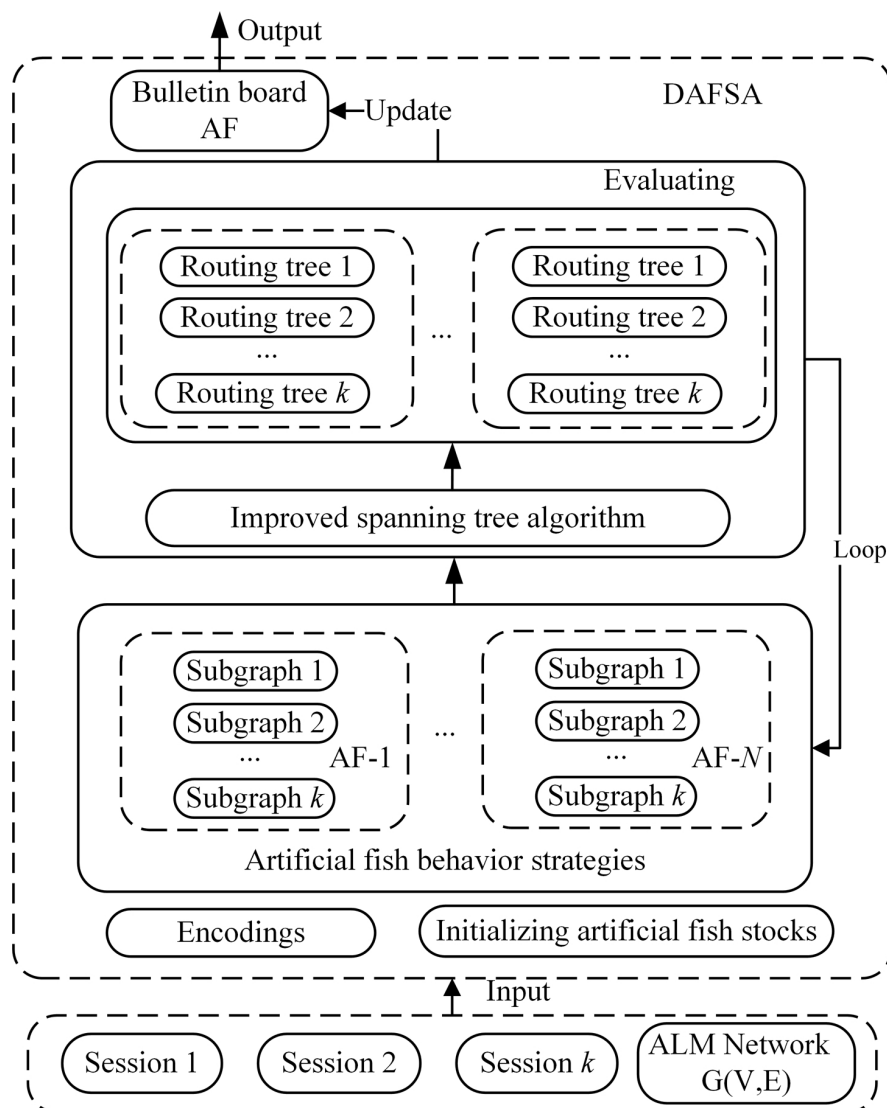 Output
Bulletin board
AF
Update
DAFSA
Evaluating
Routing tree 1
Routing tree 2
...
Routing tree k
...
Routing tree 1
Routing tree 2
...
Routing tree k
Improved spanning tree algorithm
Loop
Subgraph 1
Subgraph 2
...
AF-1
Subgraph k
...
Subgraph 1
Subgraph 2
...
AF-N
Subgraph k
Artificial fish behavior strategies
Encodings
Initializing artificial fish stocks
Input
Session 1
Session 2
Session k
ALM Network
G(V,E)